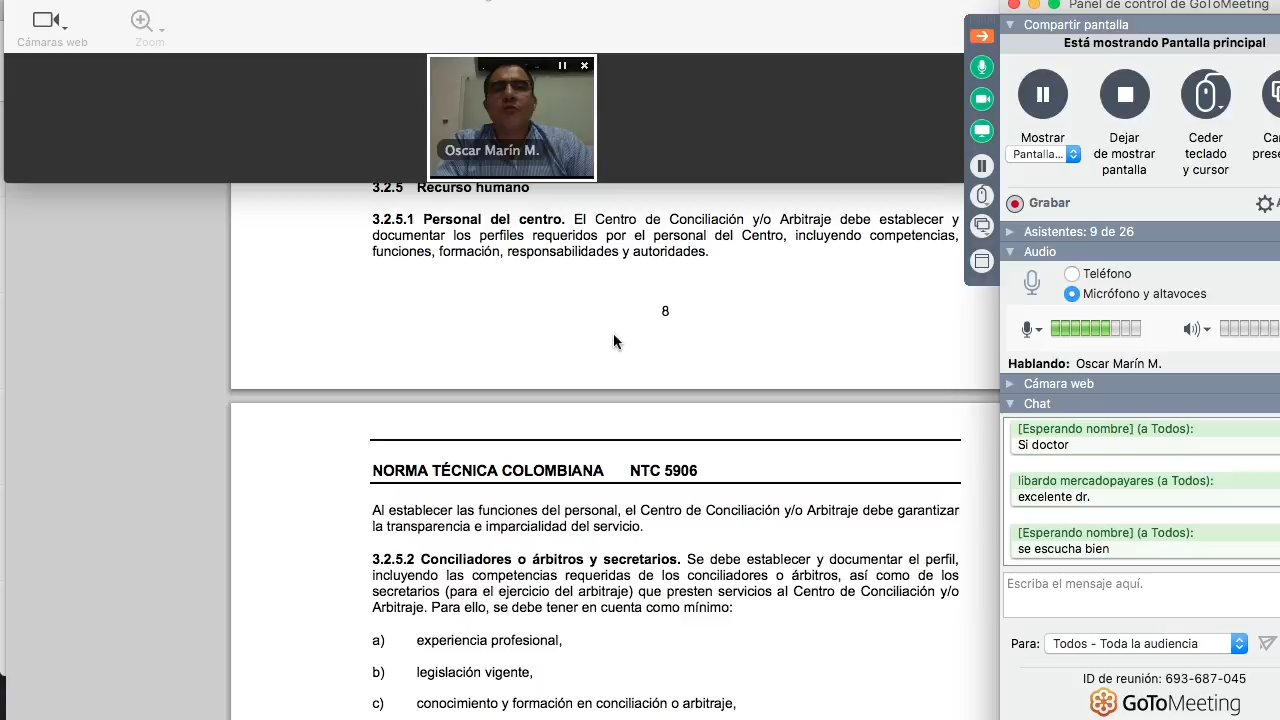 Cámaras web
Zoom
Oscar Marín M.
3.2.5 Recurso humano
3.2.5.1 Personal del centro. El Centro de Conciliación y/o Arbitraje debe establecer y
documentar los perfiles requeridos por el personal del Centro, incluyendo competencias,
funciones, formación, responsabilidades y autoridades.
8
NORMA TÉCNICA COLOMBIANA NTC 5906
Al establecer las funciones del personal, el Centro de Conciliación y/o Arbitraje debe garantizar
la transparencia e imparcialidad del servicio.
3.2.5.2 Conciliadores o árbitros y secretarios. Se debe establecer y documentar el perfil,
incluyendo las competencias requeridas de los conciliadores o árbitros, así como de los
secretarios (para el ejercicio del arbitraje) que presten servicios al Centro de Conciliación y/o
Arbitraje. Para ello, se debe tener en cuenta como mínimo:
a) experiencia profesional,
b) legislación vigente,
c) conocimiento y formación en conciliación o arbitraje,
Panel de control de GoToMeeting
Compartir pantalla
Está mostrando Pantalla principal
Mostrar
Pantalla...
Dejar
de mostrar
pantalla
Ceder
teclado
y cursor
Grabar
Asistentes: 9 de 26
Audio
Teléfono
Micrófono y altavoces
Hablando: Oscar Marín M.
Cámara web
Chat
[Esperando nombre] (a Todos):
Si doctor
libardo mercadopayares (a Todos):
excelente dr.
[Esperando nombre] (a Todos):
se escucha bien
Escriba el mensaje aquí.
Para: Todos - Toda la audiencia
ID de reunión: 693-687-045
GoToMeeting